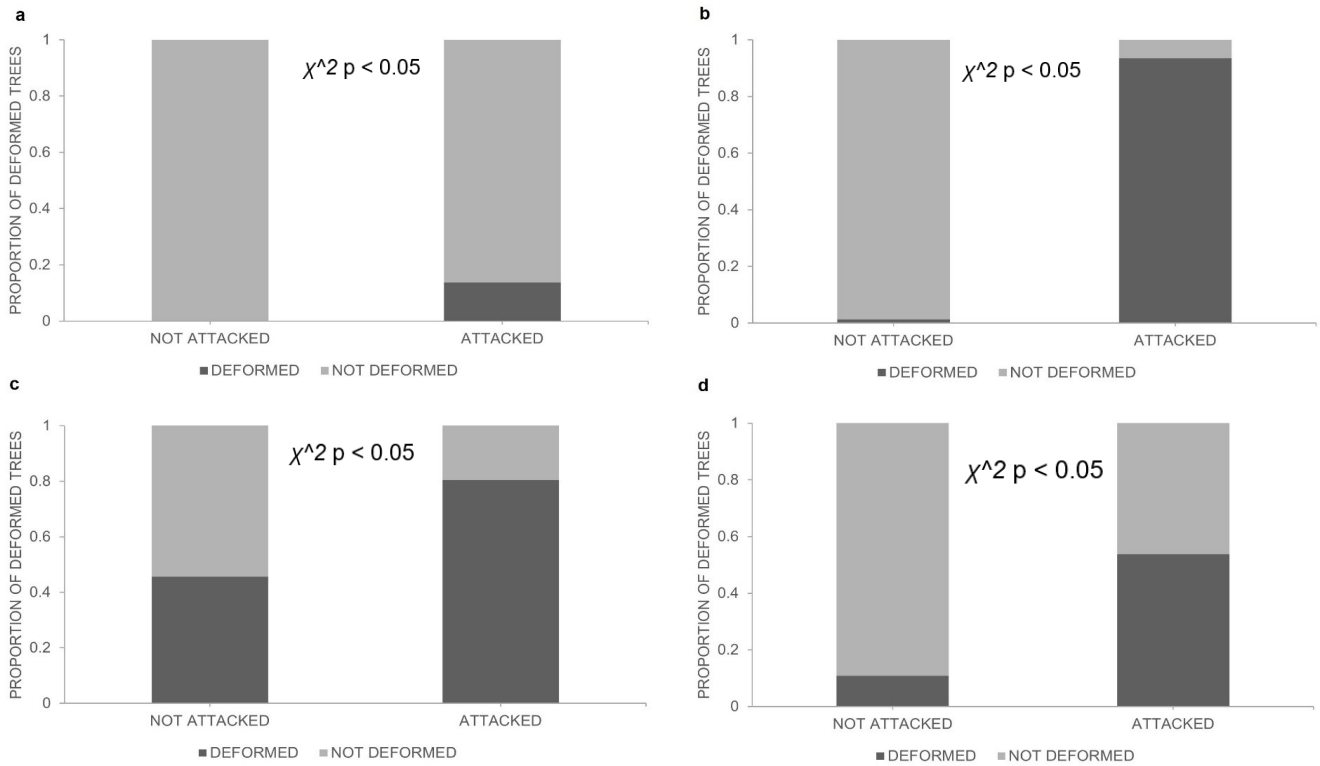 a
PROPORTION OF DEFORMED TREES
1
0.8
0.6
0.4
0.2
0
χ^2 p < 0.05
NOT ATTACKED
ATTACKED
DEFORMED
NOT DEFORMED
b
PROPORTION OF DEFORMED TREES
1
0.8
0.6
0.4
0.2
0
χ^2 p < 0.05
NOT ATTACKED
ATTACKED
DEFORMED
NOT DEFORMED
c
PROPORTION OF DEFORMED TREES
1
0.8
0.6
0.4
0.2
0
χ^2 p < 0.05
NOT ATTACKED
ATTACKED
DEFORMED
NOT DEFORMED
d
PROPORTION OF DEFORMED TREES
1
0.8
0.6
0.4
0.2
0
χ^2 p < 0.05
NOT ATTACKED
ATTACKED
DEFORMED
NOT DEFORMED